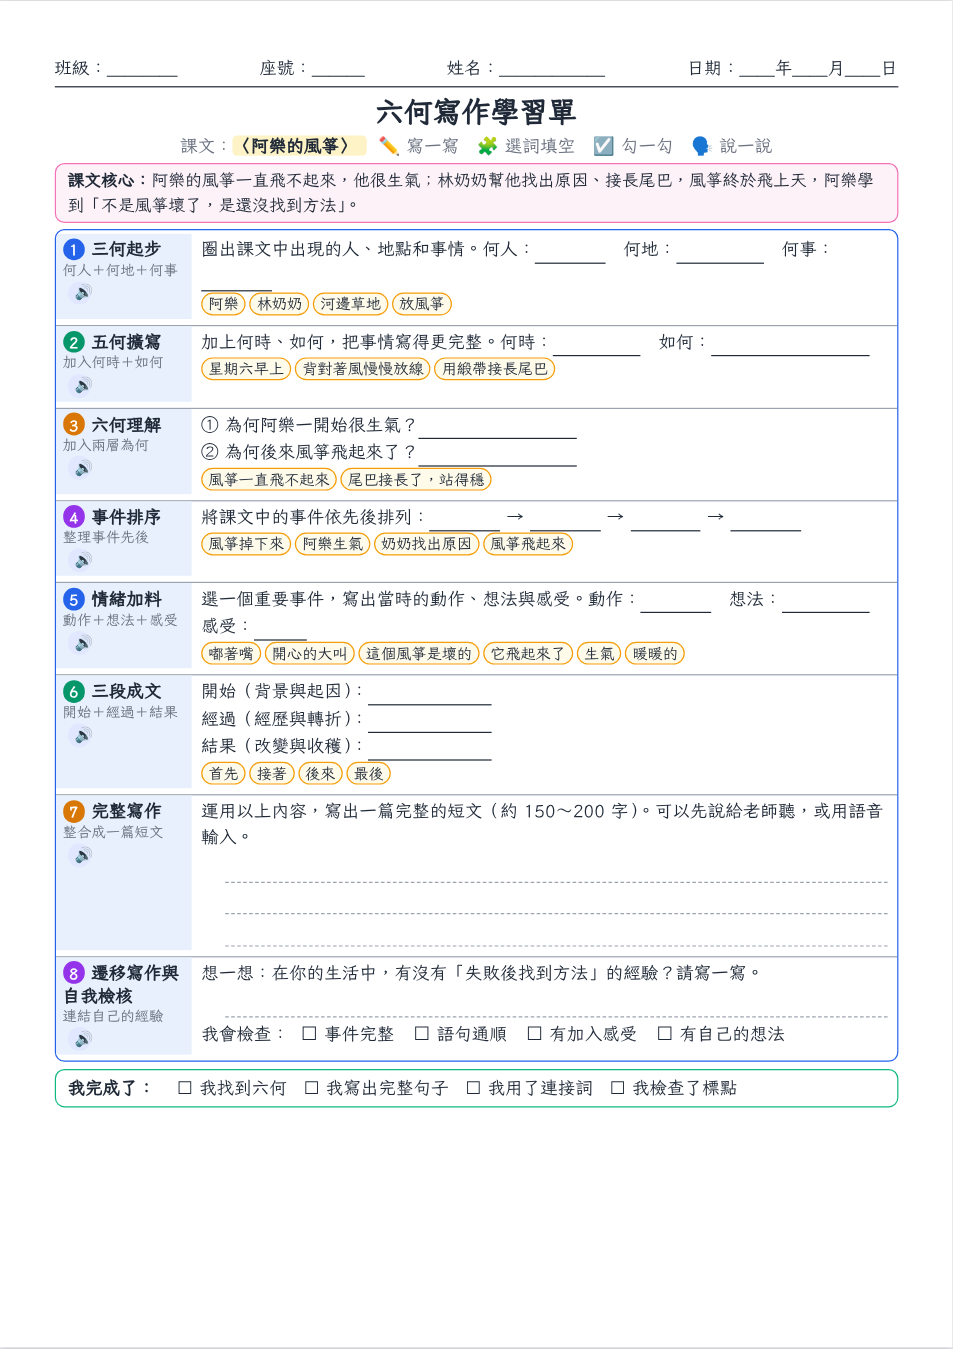 班級：________ 座號：______ 姓名：____________ 日期：____年____月____日
六何寫作學習單
課文：〈阿樂的風箏〉 ✏️ 寫一寫 🧩 選詞填空 ☑️ 勾一勾 🗣️ 說一說
課文核心：阿樂的風箏一直飛不起來，他很生氣；林奶奶幫他找出原因、接長尾巴，風箏終於飛上天，阿樂學
到「不是風箏壞了，是還沒找到方法」。
1 三何起步
何人＋何地＋何事
🔊
圈出課文中出現的人、地點和事情。何人：________ 何地：__________ 何事：
________
阿樂 林奶奶 河邊草地 放風箏
2 五何擴寫
加入何時＋如何
🔊
加上何時、如何，把事情寫得更完整。何時：__________ 如何：__________________
星期六早上 背對著風慢慢放線 用緞帶接長尾巴
3 六何理解
加入兩層為何
🔊
① 為何阿樂一開始很生氣？__________________
② 為何後來風箏飛起來了？__________________
風箏一直飛不起來 尾巴接長了，站得穩
4 事件排序
整理事件先後
🔊
將課文中的事件依先後排列：________ → ________ → ________ → ________
風箏掉下來 阿樂生氣 奶奶找出原因 風箏飛起來
5 情緒加料
動作＋想法＋感受
🔊
選一個重要事件，寫出當時的動作、想法與感受。動作：________ 想法：__________
感受：______
嘟著嘴 開心的大叫 這個風箏是壞的 它飛起來了 生氣 暖暖的
6 三段成文
開始＋經過＋結果
🔊
開始（背景與起因）：______________
經過（經歷與轉折）：______________
結果（改變與收穫）：______________
首先 接著 後來 最後
7 完整寫作
整合成一篇短文
🔊
運用以上內容，寫出一篇完整的短文（約 150～200 字）。可以先說給老師聽，或用語音
輸入。
8 遷移寫作與
自我檢核
連結自己的經驗
🔊
想一想：在你的生活中，有沒有「失敗後找到方法」的經驗？請寫一寫。
我會檢查： ☐ 事件完整 ☐ 語句通順 ☐ 有加入感受 ☐ 有自己的想法
我完成了： ☐ 我找到六何 ☐ 我寫出完整句子 ☐ 我用了連接詞 ☐ 我檢查了標點